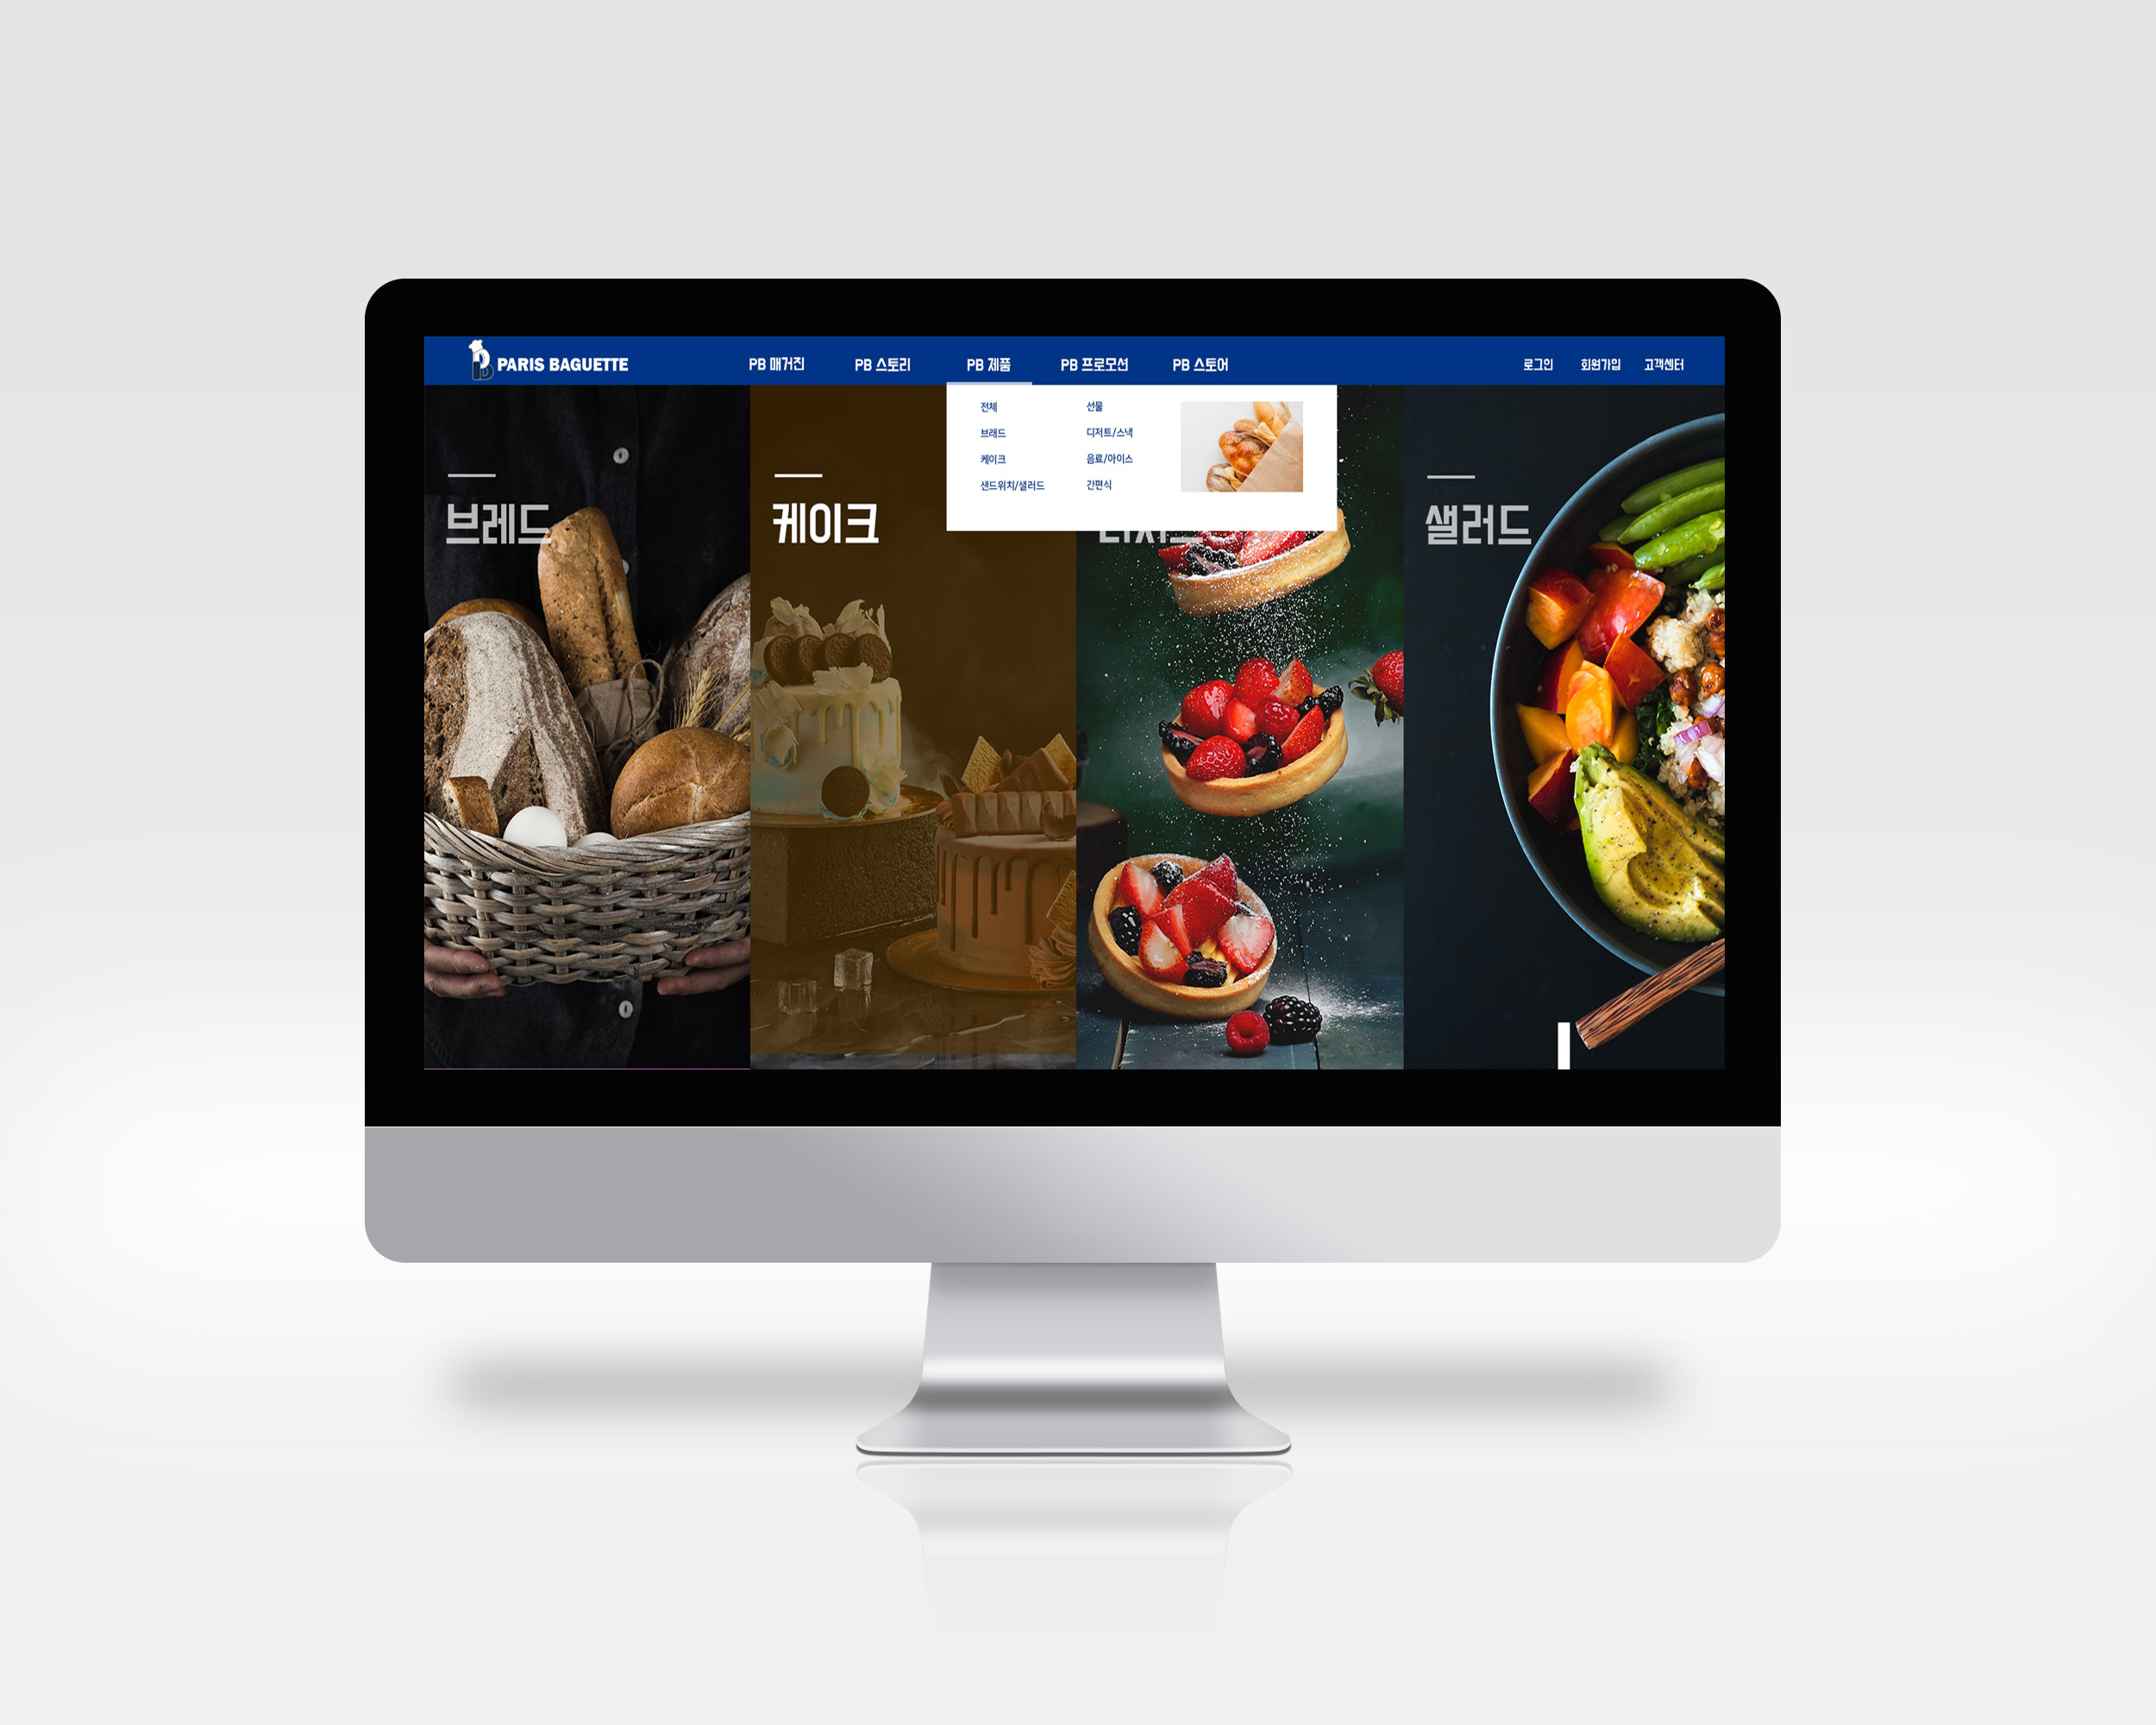 PARIS BAGUETTE
PB 매거진
PB 스토리
PB 제품
PB 프로모션
PB 스토어
로그인
회원가입
고객센터
전체
브래드
케이크
샌드위치/샐러드
선물
디저트/스낵
음료/아이스
간편식
브레드
케이크
샐러드